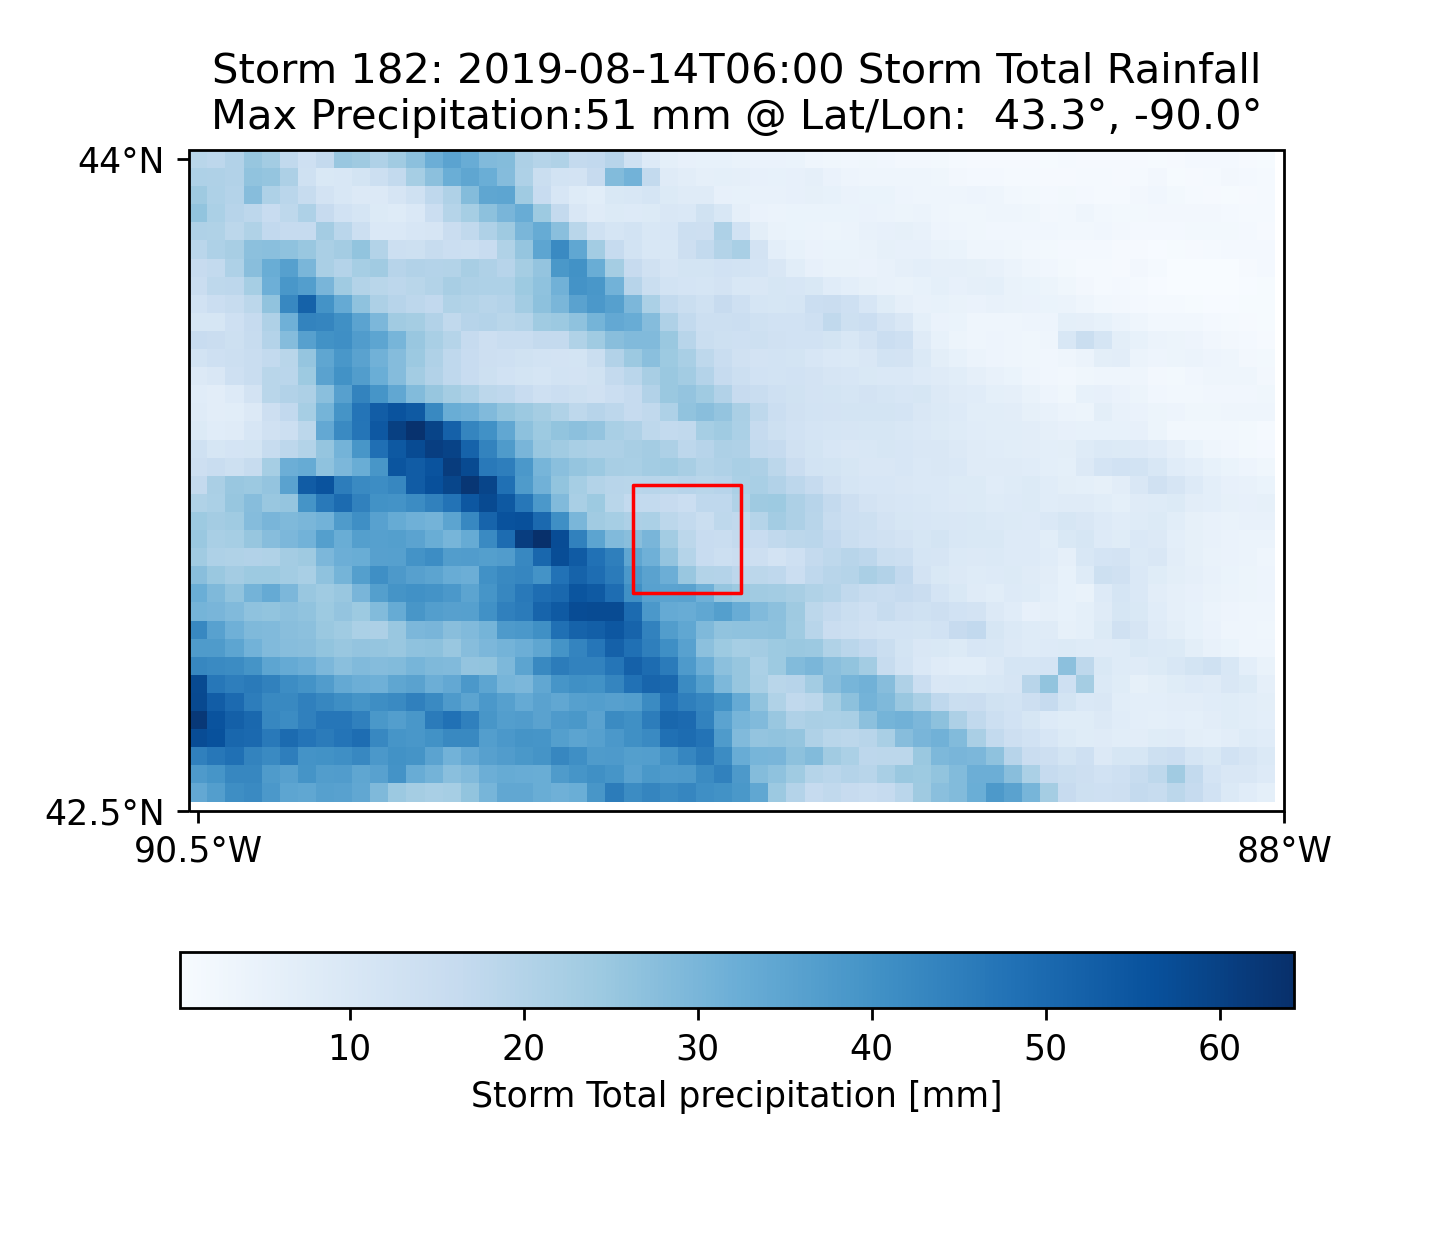 Storm 182: 2019-08-14T06:00 Storm Total Rainfall
Max Precipitation:51 mm @ Lat/Lon:  43.3°, -90.0°
44°N
42.5°N
90.5°W 88°W
10 20 30 40 50 60
Storm Total precipitation [mm]